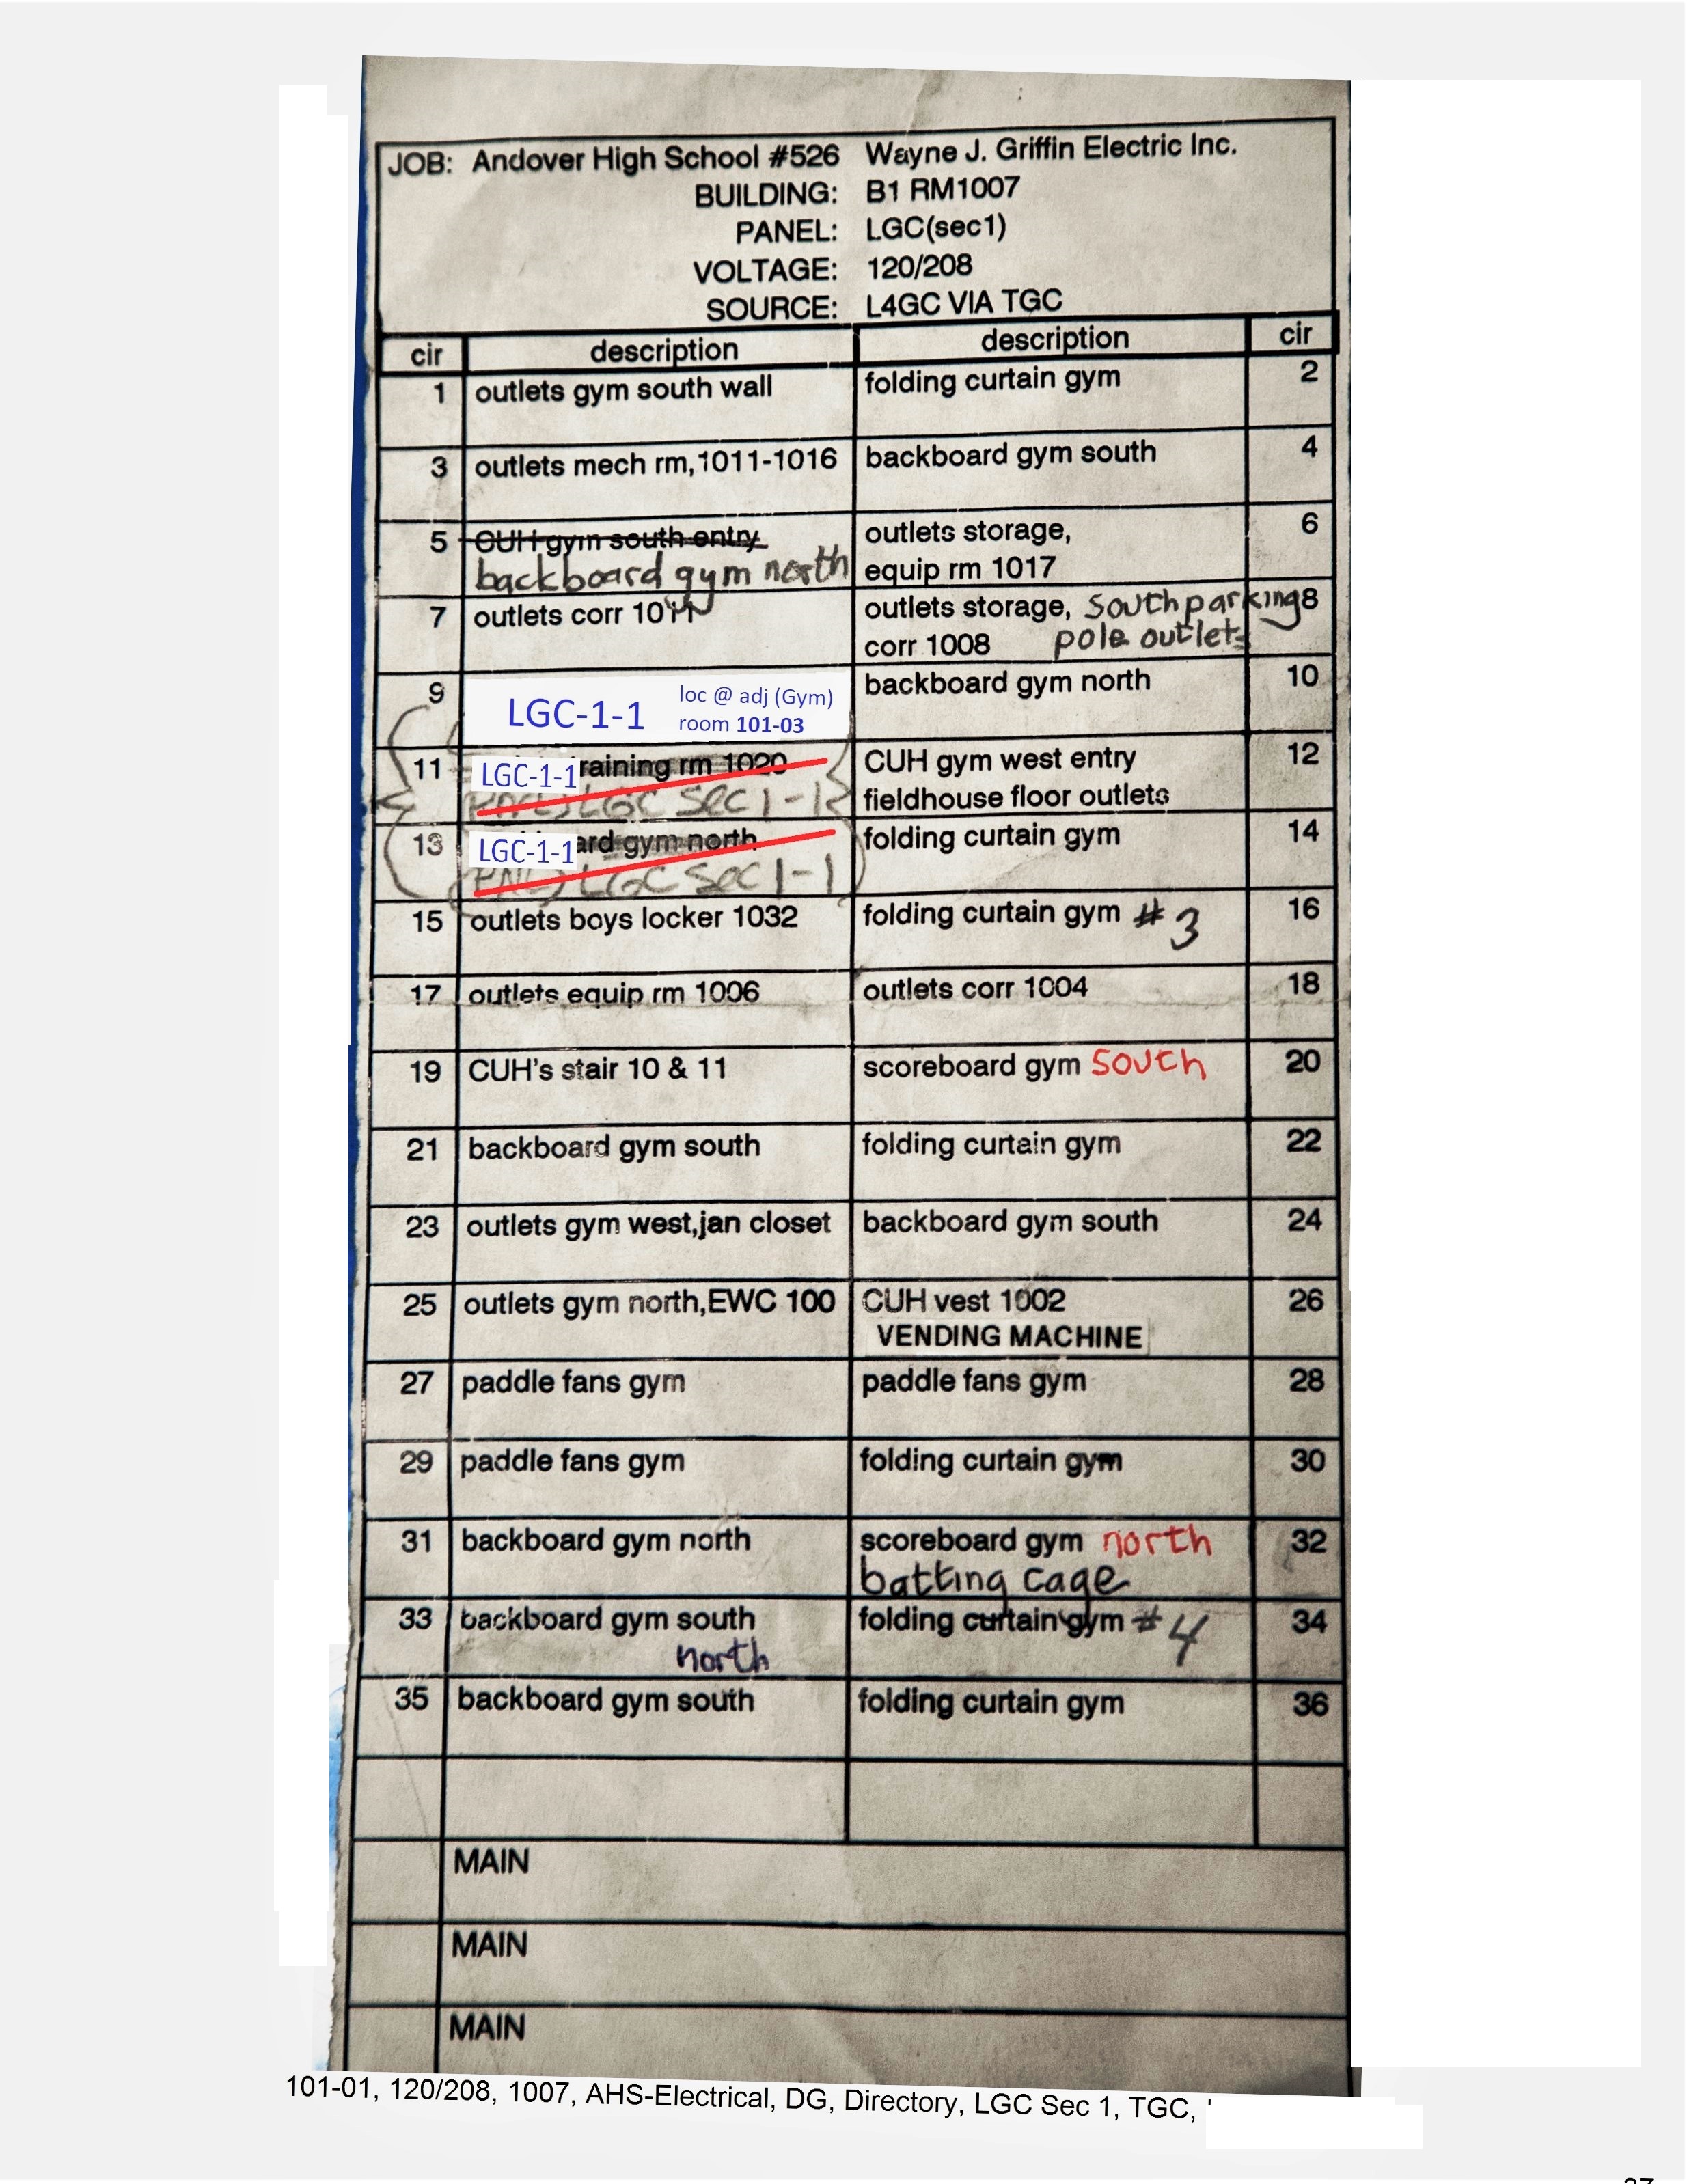 JOB: Andover High School #526 Wayne J. Griffin Electric Inc.
BUILDING: B1 RM1007
PANEL: LGC(sec1)
VOLTAGE: 120/208
SOURCE: L4GC VIA TGC
cir description description cir
1 outlets gym south wall folding curtain gym 2
3 outlets mech rm,1011-1016 backboard gym south 4
5 CUH gym south entry outlets storage, 6
backboard gym north equip rm 1017
7 outlets corr 1011 outlets storage, south parking 8
corr 1008 pole outlets
9 LGC-1-1 loc @ adj (Gym) backboard gym north 10
room 101-03
11 LGC-1-1 raining rm 1020 CUH gym west entry 12
LGC Sec 1-1 fieldhouse floor outlets
13 LGC-1-1 ard gym north folding curtain gym 14
(PNL) LGC Sec 1-1
15 outlets boys locker 1032 folding curtain gym #3 16
17 outlets equip rm 1006 outlets corr 1004 18
19 CUH's stair 10 & 11 scoreboard gym South 20
21 backboard gym south folding curtain gym 22
23 outlets gym west,jan closet backboard gym south 24
25 outlets gym north,EWC 100 CUH vest 1002 26
VENDING MACHINE
27 paddle fans gym paddle fans gym 28
29 paddle fans gym folding curtain gym 30
31 backboard gym north scoreboard gym north 32
batting cage
33 backboard gym south folding curtain gym #4 34
north
35 backboard gym south folding curtain gym 36
MAIN
MAIN
MAIN
101-01, 120/208, 1007, AHS-Electrical, DG, Directory, LGC Sec 1, TGC,